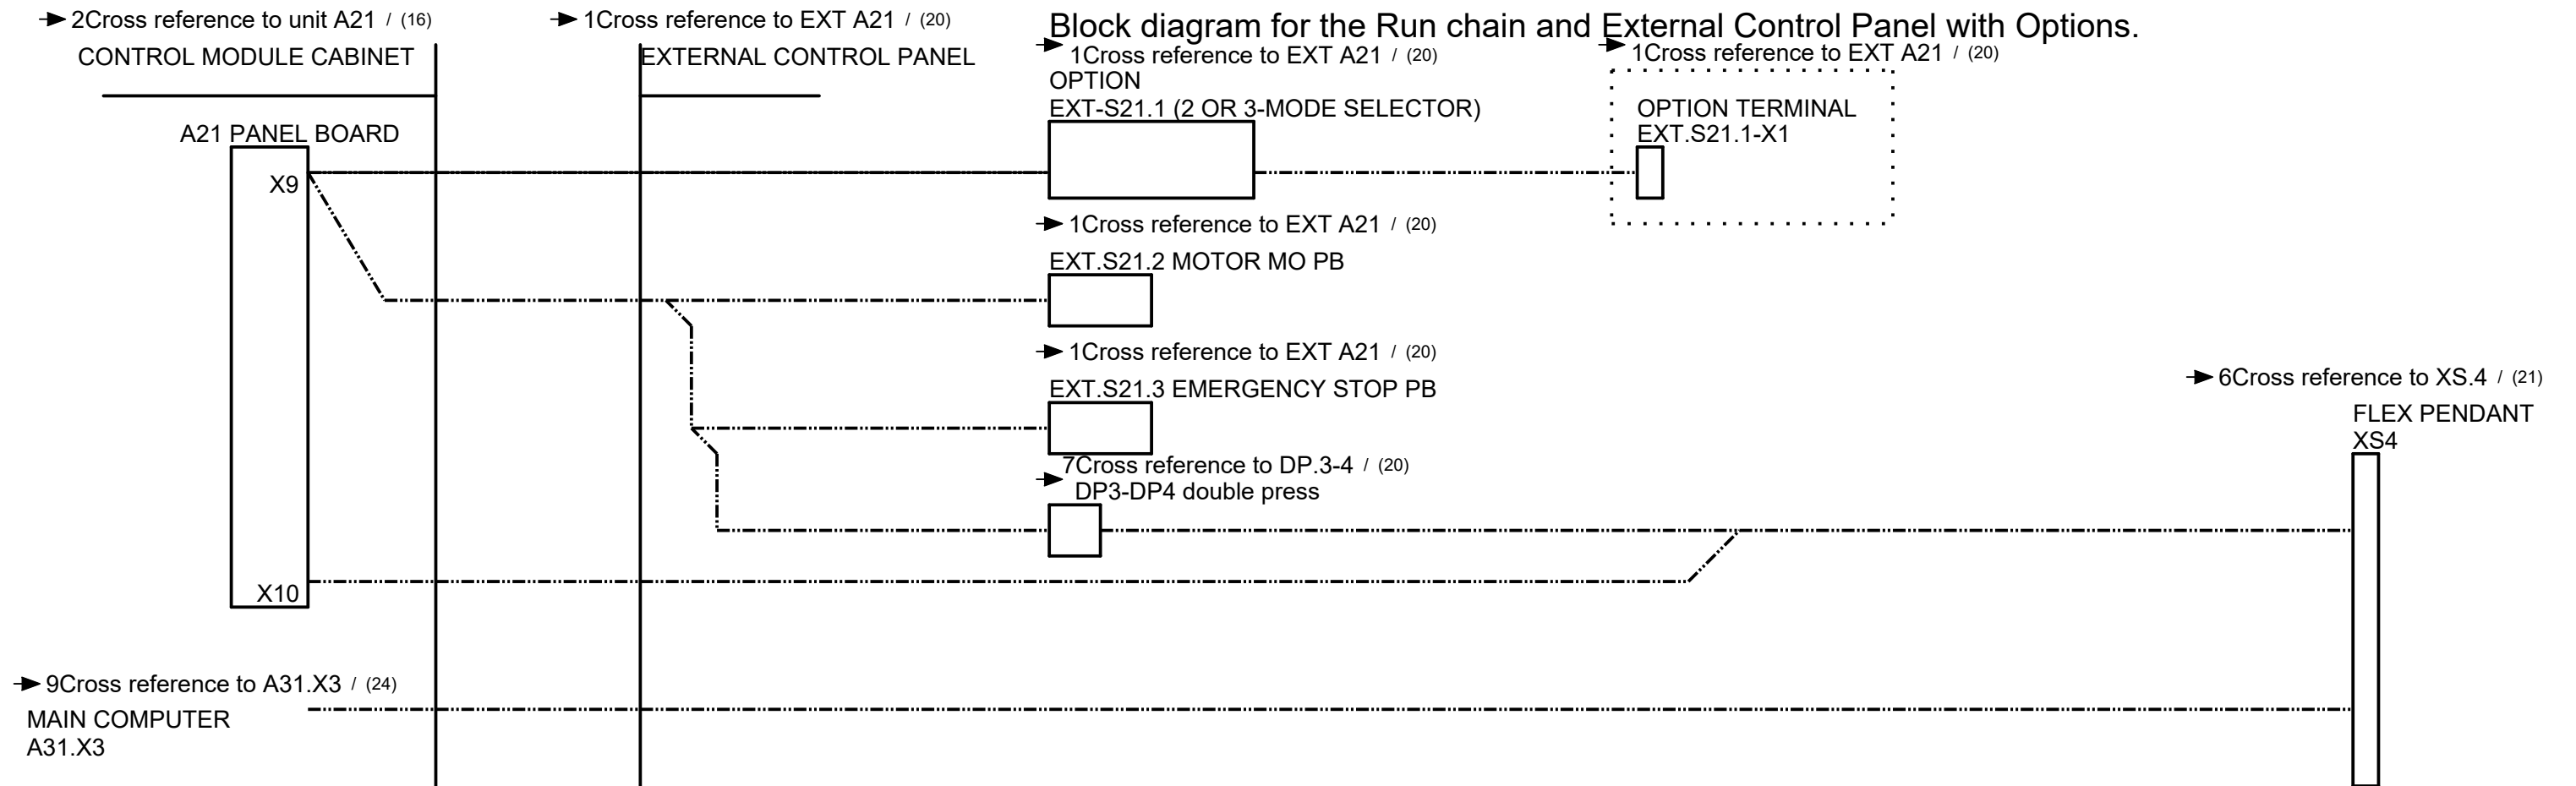 2Cross reference to unit A21 / (16)
1Cross reference to EXT A21 / (20)
Block diagram for the Run chain and External Control Panel with Options.
CONTROL MODULE CABINET
EXTERNAL CONTROL PANEL
1Cross reference to EXT A21 / (20)
1Cross reference to EXT A21 / (20)
OPTION
EXT-S21.1 (2 OR 3-MODE SELECTOR)
OPTION TERMINAL
EXT.S21.1-X1
A21 PANEL BOARD
X9
1Cross reference to EXT A21 / (20)
EXT.S21.2 MOTOR MO PB
1Cross reference to EXT A21 / (20)
EXT.S21.3 EMERGENCY STOP PB
6Cross reference to XS.4 / (21)
FLEX PENDANT
XS4
7Cross reference to DP.3-4 / (20)
DP3-DP4 double press
X10
9Cross reference to A31.X3 / (24)
MAIN COMPUTER
A31.X3